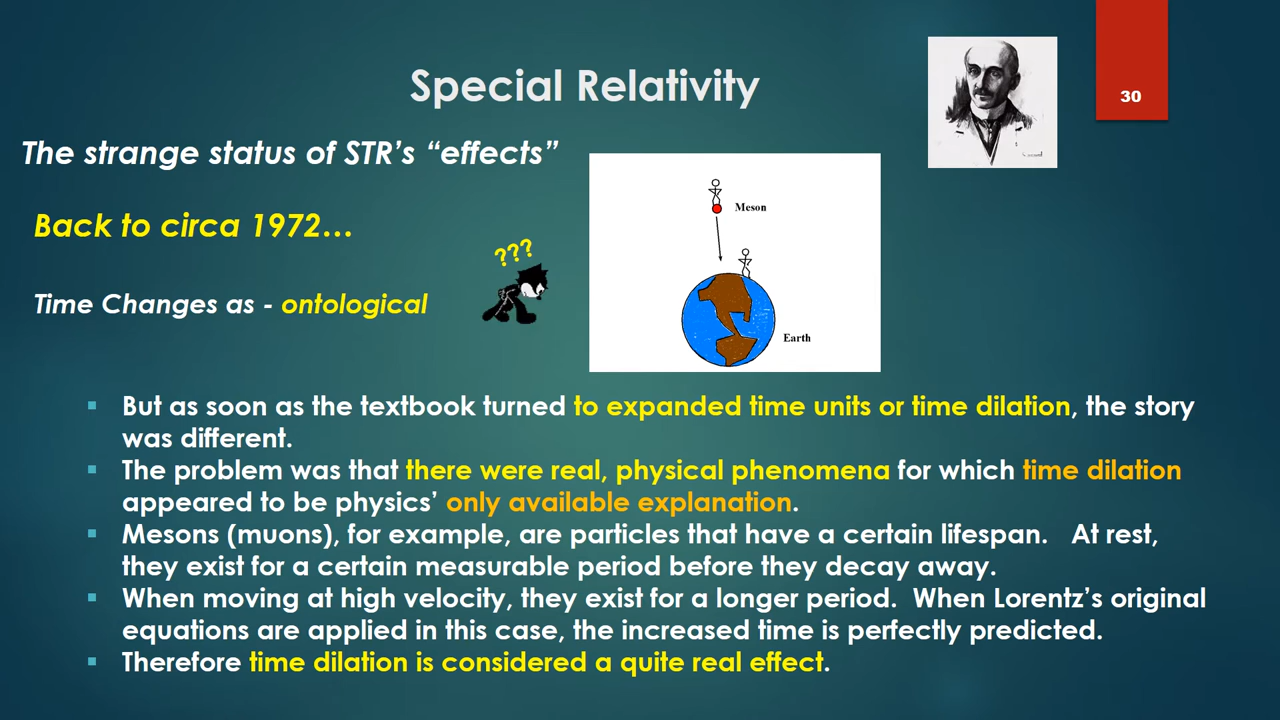 Special Relativity
30
The strange status of STR's “effects”
Back to circa 1972…
???
Time Changes as - ontological
Meson
Earth
▪ But as soon as the textbook turned to expanded time units or time dilation, the story
was different.
▪ The problem was that there were real, physical phenomena for which time dilation
appeared to be physics’ only available explanation.
▪ Mesons (muons), for example, are particles that have a certain lifespan. At rest,
they exist for a certain measurable period before they decay away.
▪ When moving at high velocity, they exist for a longer period. When Lorentz’s original
equations are applied in this case, the increased time is perfectly predicted.
▪ Therefore time dilation is considered a quite real effect.